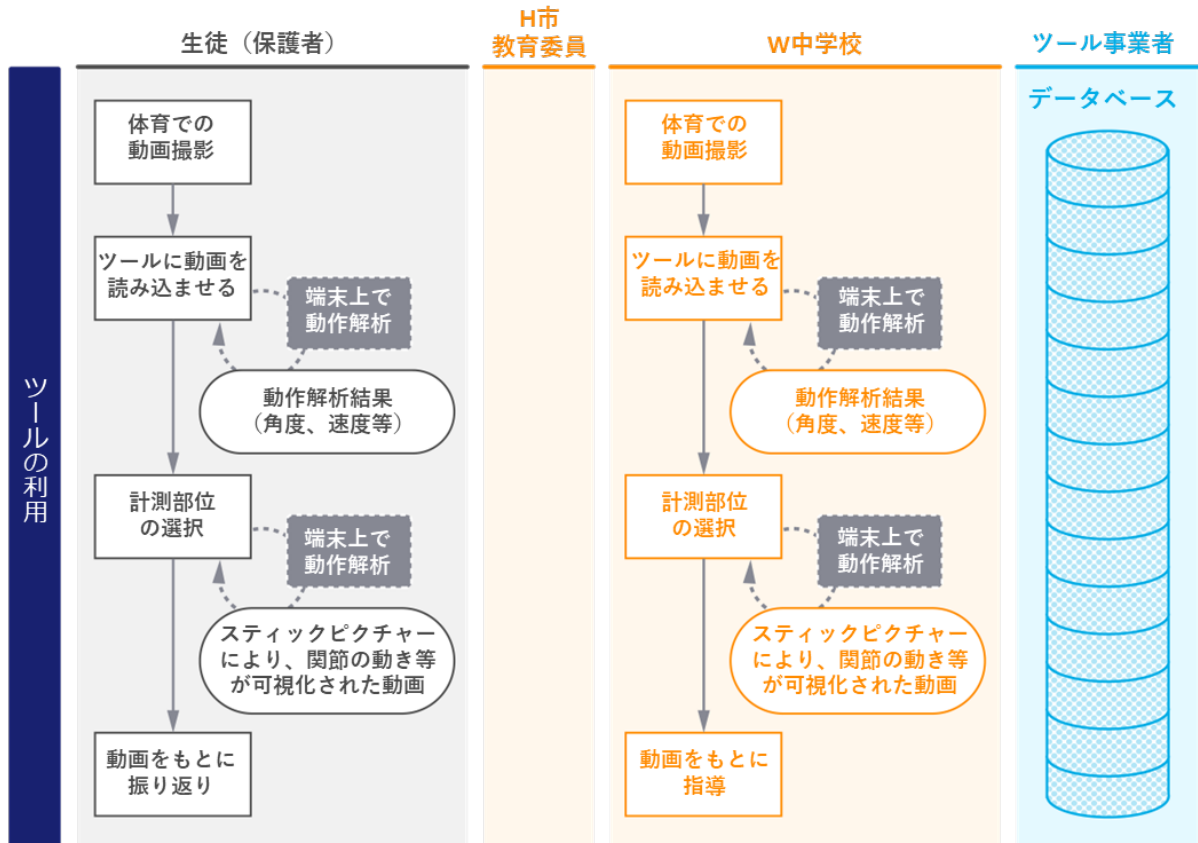 生徒（保護者）
H市
教育委員
W中学校
ツール事業者
ツールの利用
体育での
動画撮影
ツールに動画を
読み込ませる
端末上で
動作解析
動作解析結果
（角度、速度等）
計測部位
の選択
端末上で
動作解析
スティックピクチャー
により、関節の動き等
が可視化された動画
動画をもとに
振り返り
体育での
動画撮影
ツールに動画を
読み込ませる
端末上で
動作解析
動作解析結果
（角度、速度等）
計測部位
の選択
端末上で
動作解析
スティックピクチャー
により、関節の動き等
が可視化された動画
動画をもとに
指導
データベース